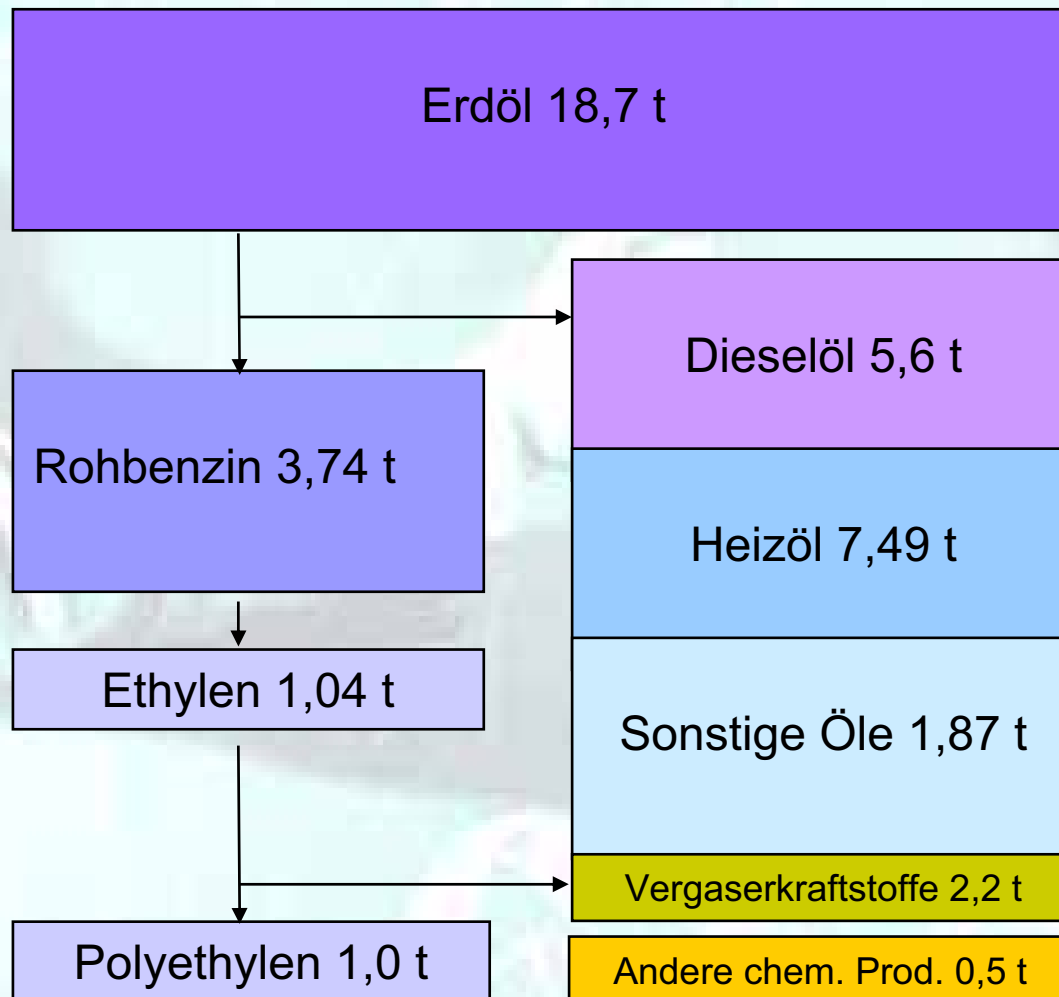 Erdöl 18,7 t
Dieselöl 5,6 t
Rohbenzin 3,74 t
Heizöl 7,49 t
Ethylen 1,04 t
Sonstige Öle 1,87 t
Vergaserkraftstoffe 2,2 t
Polyethylen 1,0 t
Andere chem. Prod. 0,5 t